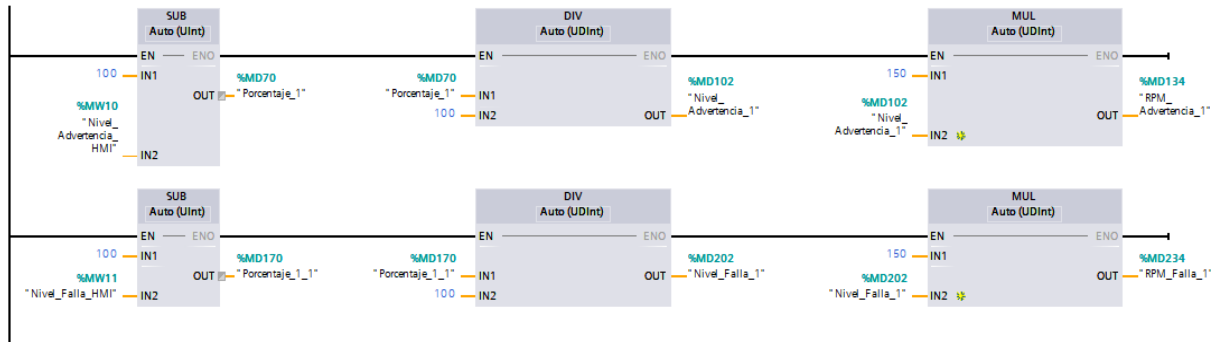 SUB
Auto (UInt)
EN
ENO
100
IN1
%MW10
"Nivel_
Advertencia_
HMI"
IN2
OUT
%MD70
"Porcentaje_1"
DIV
Auto (UDInt)
EN
ENO
%MD70
"Porcentaje_1"
IN1
100
IN2
OUT
%MD102
"Nivel_
Advertencia_1"
MUL
Auto (UDInt)
EN
ENO
150
IN1
%MD102
"Nivel_
Advertencia_1"
IN2
OUT
%MD134
"RPM_
Advertencia_1"
SUB
Auto (UInt)
EN
ENO
100
IN1
%MW11
"Nivel_Falla_HMI"
IN2
OUT
%MD170
"Porcentaje_1_1"
DIV
Auto (UDInt)
EN
ENO
%MD170
"Porcentaje_1_1"
IN1
100
IN2
OUT
%MD202
"Nivel_Falla_1"
MUL
Auto (UDInt)
EN
ENO
150
IN1
%MD202
"Nivel_Falla_1"
IN2
OUT
%MD234
"RPM_Falla_1"